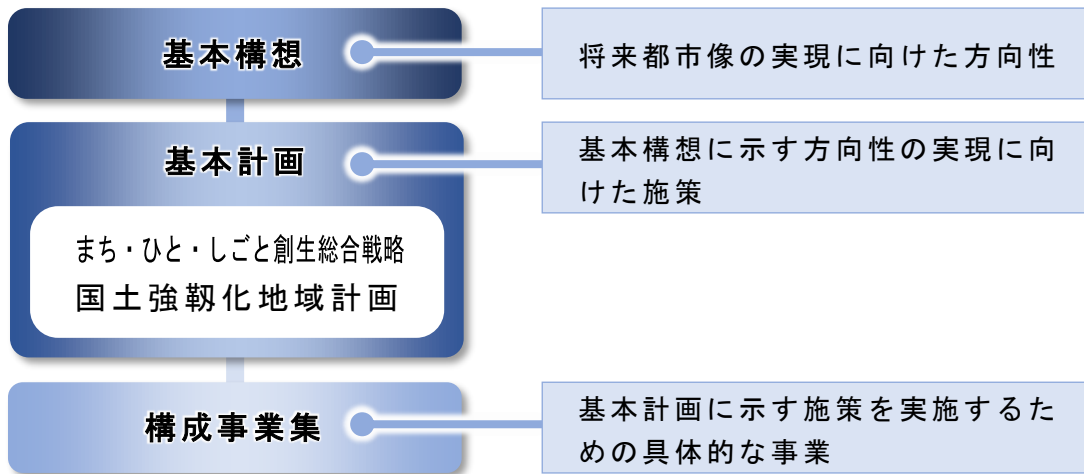 基本構想
将来都市像の実現に向けた方向性
基本計画
基本構想に示す方向性の実現に向
けた施策
まち・ひと・しごと創生総合戦略
国土強靱化地域計画
構成事業集
基本計画に示す施策を実施するた
めの具体的な事業